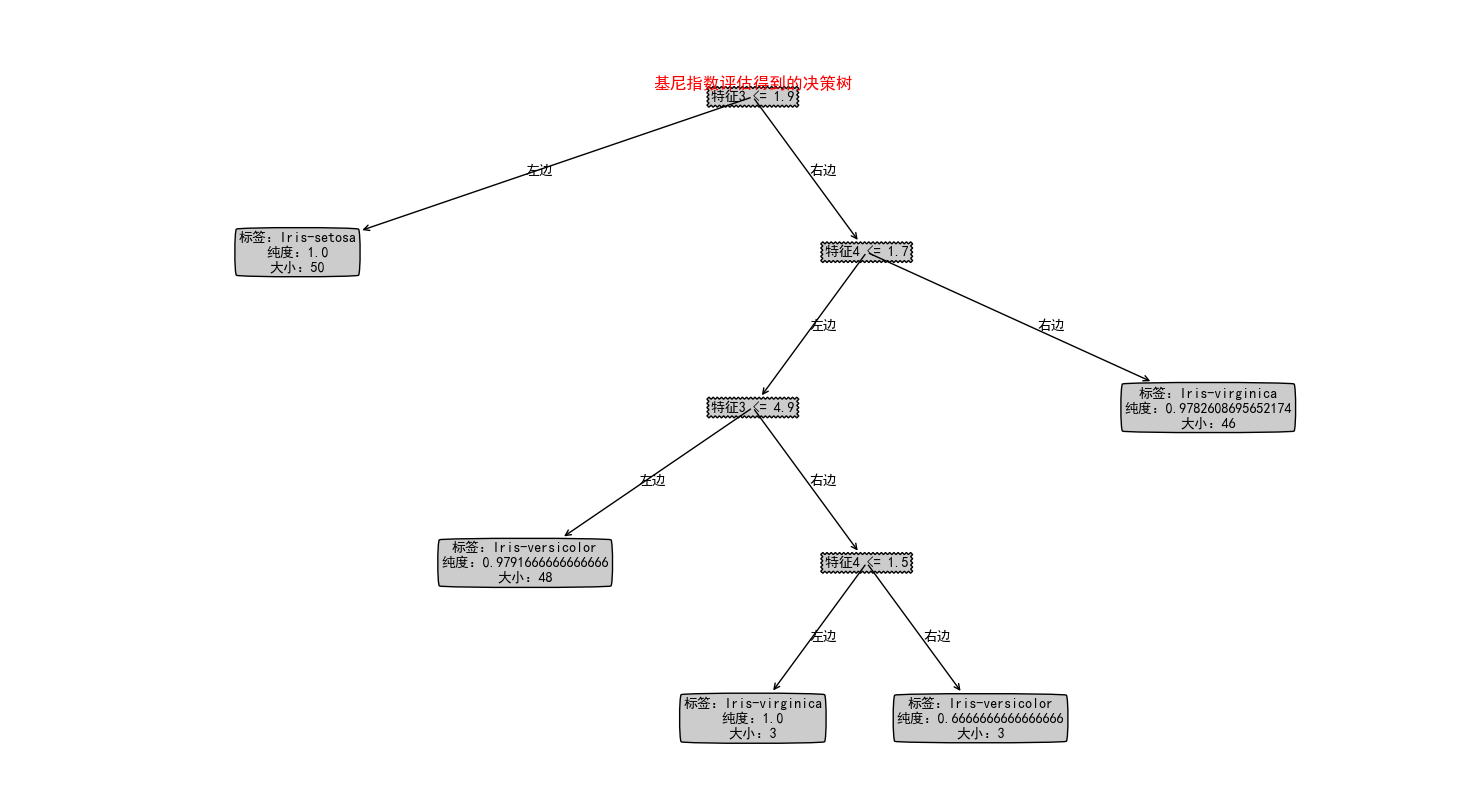 基尼指数评估得到的决策树
特征3 <= 1.9
左边
右边
标签：Iris-setosa
纯度：1.0
大小：50
特征4 <= 1.7
左边
右边
特征3 <= 4.9
标签：Iris-virginica
纯度：0.9782608695652174
大小：46
左边
右边
标签：Iris-versicolor
纯度：0.9791666666666666
大小：48
特征4 <= 1.5
左边
右边
标签：Iris-virginica
纯度：1.0
大小：3
标签：Iris-versicolor
纯度：0.6666666666666666
大小：3